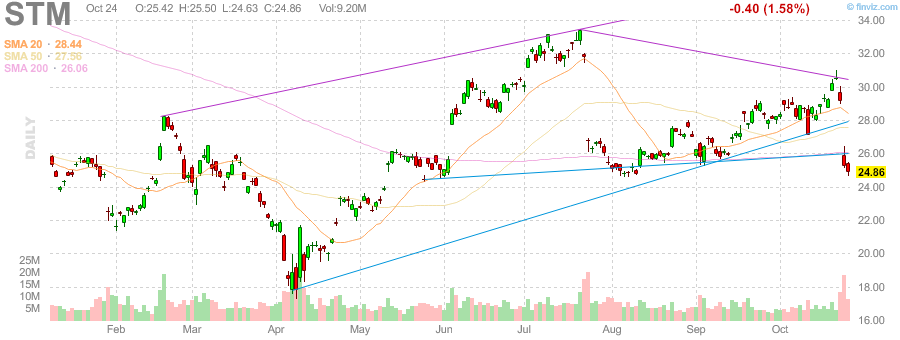 STM Oct 24 O:25.42 H:25.50 L:24.63 C:24.86 Vol:9.20M -0.40 (1.58%) © finviz.com
SMA 20 · 28.44
SMA 50 · 27.56
SMA 200 · 26.06
DAILY
34.00
32.00
30.00
28.00
26.00
24.86
24.00
22.00
20.00
18.00
16.00
25M
20M
15M
10M
5M
Feb Mar Apr May Jun Jul Aug Sep Oct